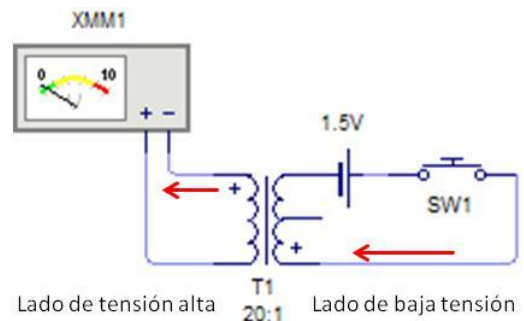 XMM1
0 10
+ −
1.5V
+
SW1
+
T1
20:1
Lado de tensión alta
Lado de baja tensión